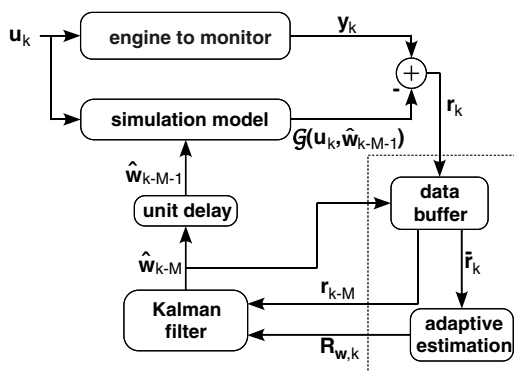 u_k
engine to monitor
y_k
+
-
r_k
simulation model
𝒢(u_k,ŵ_{k-M-1})
ŵ_{k-M-1}
unit delay
data
buffer
ŵ_{k-M}
r̄_k
r_{k-M}
Kalman
filter
adaptive
estimation
R_{w,k}